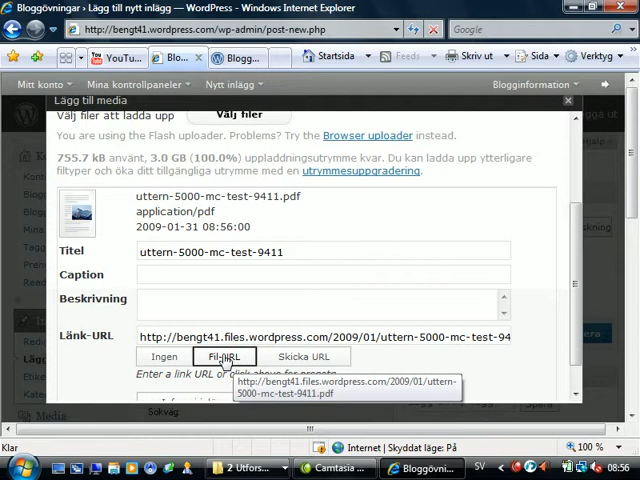 Bloggövningar › Lägg till nytt inlägg — WordPress - Windows Internet Explorer
http://bengt41.wordpress.com/wp-admin/post-new.php
YouTu...
Blo...
Bloggö...
Startsida
Feeds
Skriv ut
Sida
Verktyg
Mitt konto
Mina kontrollpaneler
Nytt inlägg
Blogginformation
Lägg till media
Välj filer att ladda upp
Välj filer
You are using the Flash uploader. Problems? Try the Browser uploader instead.
755.7 kB använt, 3.0 GB (100.0%) uppladdningsutrymme kvar. Du kan ladda upp ytterligare
filtyper och öka ditt tillgängliga utrymme med en utrymmesuppgradering.
uttern-5000-mc-test-9411.pdf
application/pdf
2009-01-31 08:56:00
Titel
uttern-5000-mc-test-9411
Caption
Beskrivning
Länk-URL
http://bengt41.files.wordpress.com/2009/01/uttern-5000-mc-test-94
Ingen
Fil-URL
Skicka URL
Enter a link URL or click above for presets.
http://bengt41.files.wordpress.com/2009/01/uttern-
5000-mc-test-9411.pdf
Media
Sökväg:
Klar
Internet | Skyddat läge: På
100 %
2 Utfors...
Camtasia ...
Bloggövni...
SV
08:56